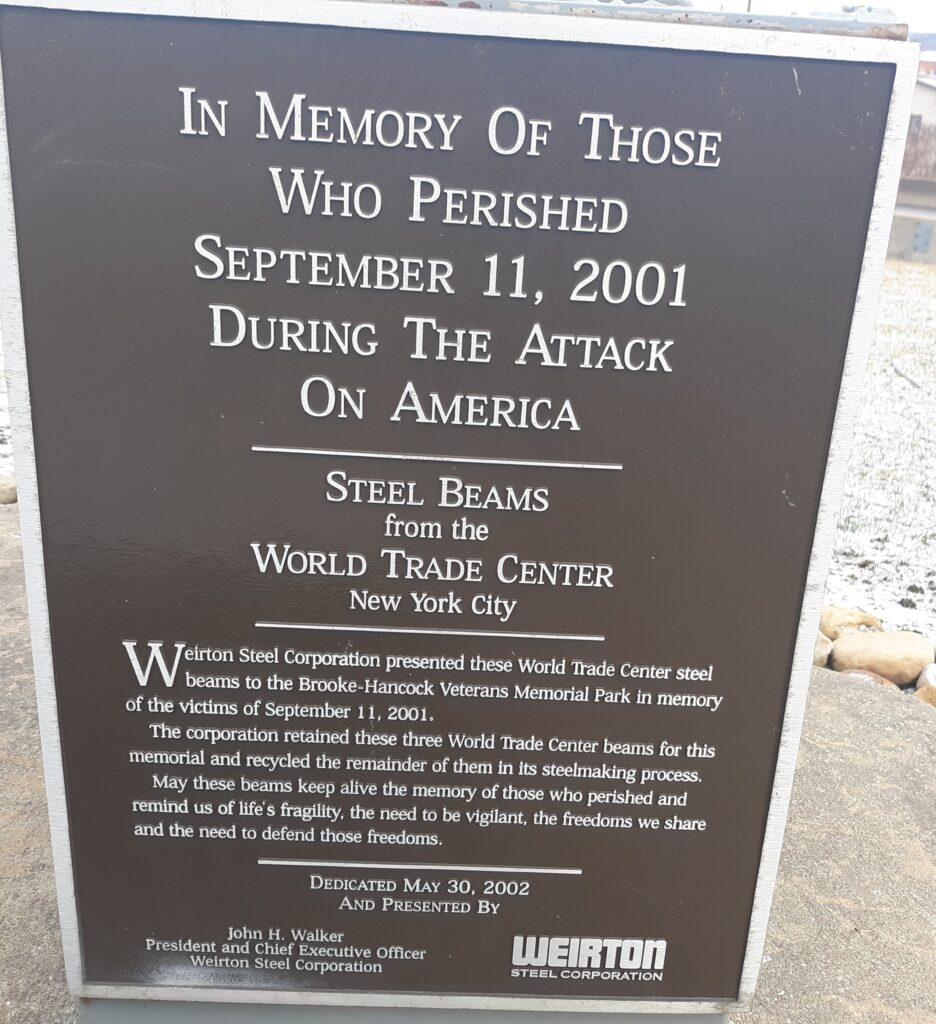 In Memory Of Those
Who Perished
September 11, 2001
During The Attack
On America
Steel Beams
from the
World Trade Center
New York City
Weirton Steel Corporation presented these World Trade Center steel
beams to the Brooke-Hancock Veterans Memorial Park in memory
of the victims of September 11, 2001.
The corporation retained these three World Trade Center beams for this
memorial and recycled the remainder of them in its steelmaking process.
May these beams keep alive the memory of those who perished and
remind us of life's fragility, the need to be vigilant, the freedoms we share
and the need to defend those freedoms.
Dedicated May 30, 2002
And Presented By
John H. Walker
President and Chief Executive Officer
Weirton Steel Corporation
WEIRTON
STEEL CORPORATION